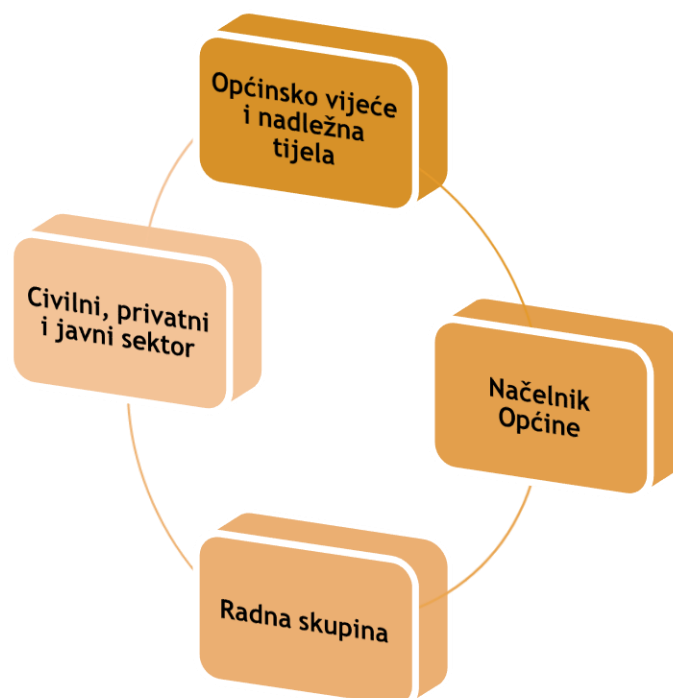 Općinsko vijeće
i nadležna
tijela
Civilni, privatni
i javni sektor
Načelnik
Općine
Radna skupina